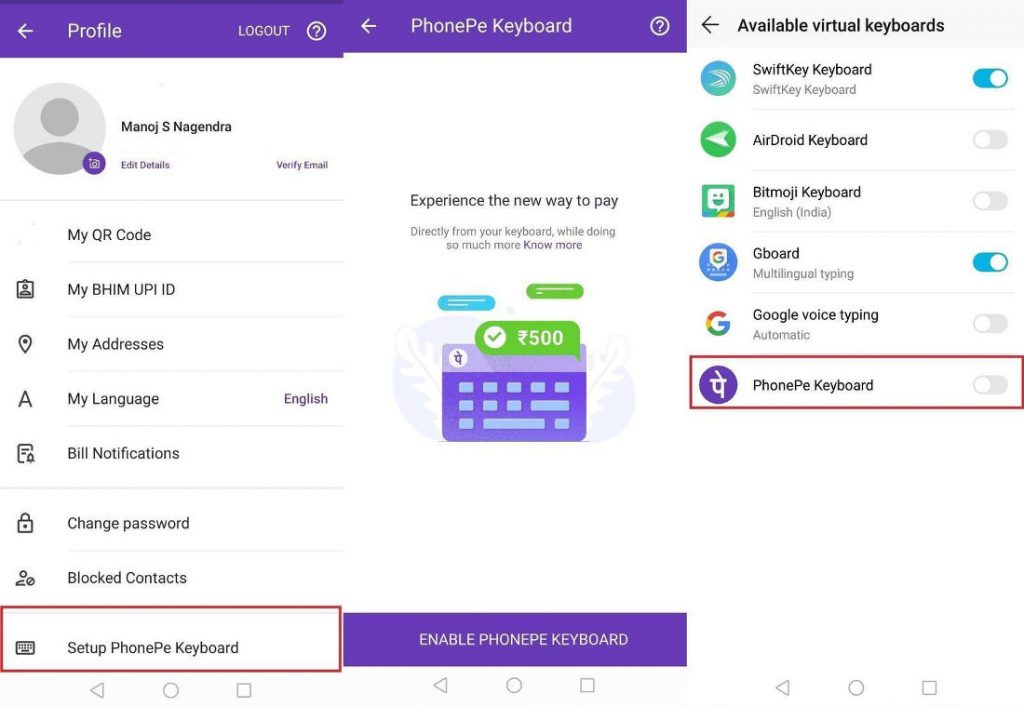 Profile
LOGOUT
Manoj S Nagendra
Edit Details
Verify Email
My QR Code
My BHIM UPI ID
My Addresses
A
My Language
English
Bill Notifications
Change password
Blocked Contacts
Setup PhonePe Keyboard
PhonePe Keyboard
Experience the new way to pay
Directly from your keyboard, while doing
so much more Know more
₹500
पे
ENABLE PHONEPE KEYBOARD
Available virtual keyboards
SwiftKey Keyboard
SwiftKey Keyboard
AirDroid Keyboard
Bitmoji Keyboard
English (India)
Gboard
Multilingual typing
Google voice typing
Automatic
पे
PhonePe Keyboard